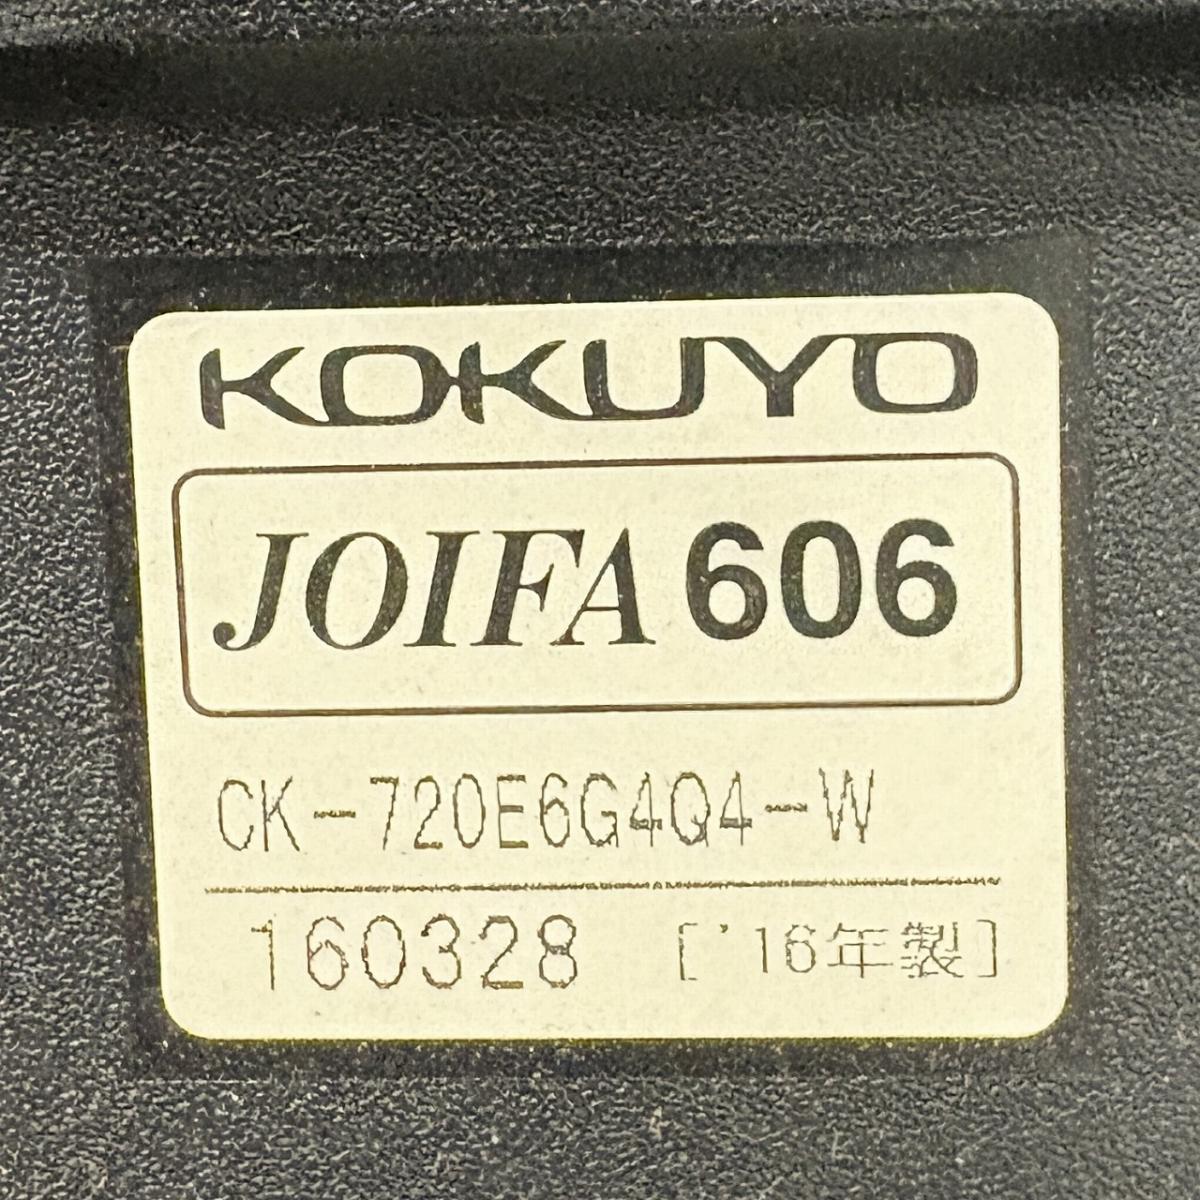 KOKUYO
JOIFA 606
CK-720E6G4Q4-W
160328 ['16年製]